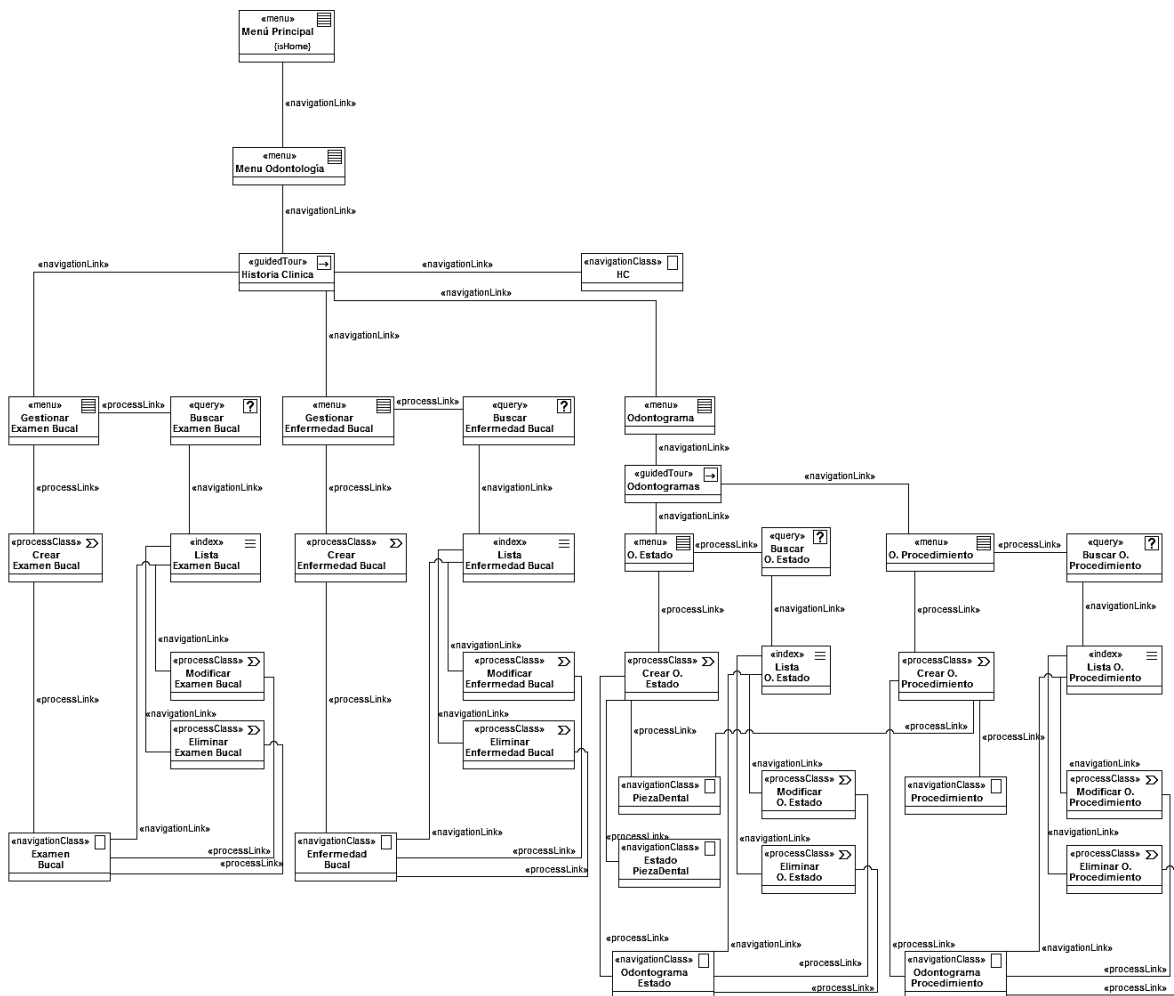 «menu»
Menú Principal
{isHome}
«navigationLink»
«menu»
Menu Odontología
«navigationLink»
«guidedTour»
Historia Clinica
«navigationLink»
«navigationLink»
«navigationClass»
HC
«navigationLink»
«navigationLink»
«menu»
Gestionar
Examen Bucal
«processLink»
«query»
Buscar
Examen Bucal
«menu»
Gestionar
Enfermedad Bucal
«processLink»
«query»
Buscar
Enfermedad Bucal
«menu»
Odontograma
«navigationLink»
«guidedTour»
Odontogramas
«navigationLink»
«navigationLink»
«processLink»
«navigationLink»
«processLink»
«navigationLink»
«processClass»
Crear
Examen Bucal
«index»
Lista
Examen Bucal
«processClass»
Crear
Enfermedad Bucal
«index»
Lista
Enfermedad Bucal
«menu»
O. Estado
«processLink»
«query»
Buscar
O. Estado
«menu»
O. Procedimiento
«processLink»
«query»
Buscar O.
Procedimiento
«processLink»
«navigationLink»
«processLink»
«navigationLink»
«navigationLink»
«processClass»
Modificar
Examen Bucal
«navigationLink»
«processClass»
Modificar
Enfermedad Bucal
«processClass»
Crear O.
Estado
«index»
Lista
O. Estado
«processClass»
Crear O.
Procedimiento
«index»
Lista O.
Procedimiento
«processLink»
«navigationLink»
«processClass»
Eliminar
Examen Bucal
«processLink»
«navigationLink»
«processClass»
Eliminar
Enfermedad Bucal
«processLink»
«processLink»
«navigationLink»
«navigationLink»
«navigationClass»
PiezaDental
«processClass»
Modificar
O. Estado
«navigationClass»
Procedimiento
«processClass»
Modificar O.
Procedimiento
«navigationClass»
Examen
Bucal
«navigationLink»
«processLink»
«processLink»
«navigationClass»
Enfermedad
Bucal
«navigationLink»
«processLink»
«processLink»
«processLink»
«navigationClass»
Estado
PiezaDental
«navigationLink»
«processClass»
Eliminar
O. Estado
«navigationLink»
«processClass»
Eliminar O.
Procedimiento
«processLink»
«navigationLink»
«processLink»
«navigationLink»
«navigationClass»
Odontograma
Estado
«processLink»
«processLink»
«navigationClass»
Odontograma
Procedimiento
«processLink»
«processLink»